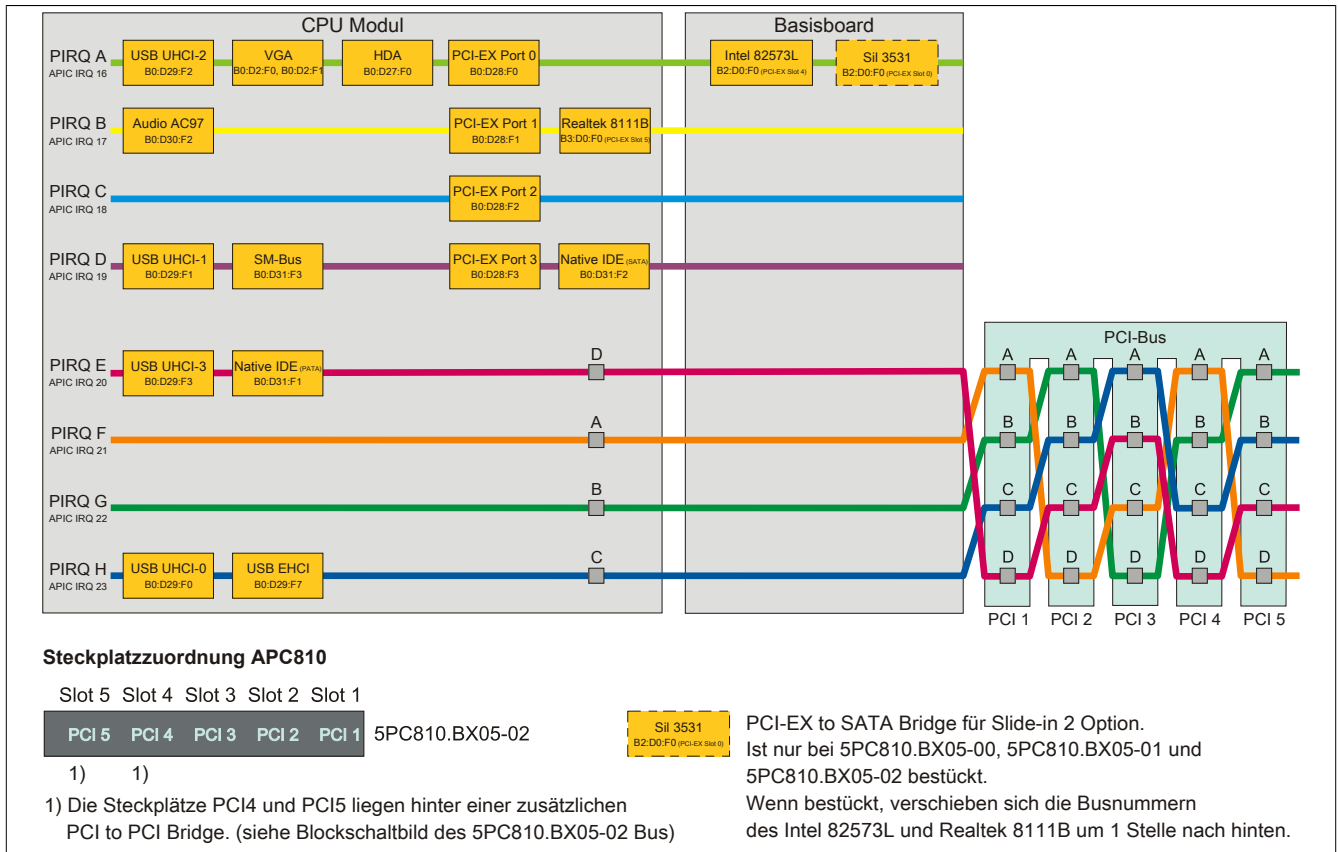 CPU Modul
Basisboard
PIRQ A
APIC IRQ 16
USB UHCI-2
B0:D29:F2
VGA
B0:D2:F0, B0:D2:F1
HDA
B0:D27:F0
PCI-EX Port 0
B0:D28:F0
Intel 82573L
B2:D0:F0 (PCI-EX Slot 4)
Sil 3531
B2:D0:F0 (PCI-EX Slot 0)
PIRQ B
APIC IRQ 17
Audio AC97
B0:D30:F2
PCI-EX Port 1
B0:D28:F1
Realtek 8111B
B3:D0:F0 (PCI-EX Slot 5)
PIRQ C
APIC IRQ 18
PCI-EX Port 2
B0:D28:F2
PIRQ D
APIC IRQ 19
USB UHCI-1
B0:D29:F1
SM-Bus
B0:D31:F3
PCI-EX Port 3
B0:D28:F3
Native IDE (SATA)
B0:D31:F2
PCI-Bus
PIRQ E
APIC IRQ 20
USB UHCI-3
B0:D29:F3
Native IDE (PATA)
B0:D31:F1
D
A A A A A
PIRQ F
APIC IRQ 21
A
B B B B B
PIRQ G
APIC IRQ 22
B
C C C C C
PIRQ H
APIC IRQ 23
USB UHCI-0
B0:D29:F0
USB EHCI
B0:D29:F7
C
D D D D D
PCI 1 PCI 2 PCI 3 PCI 4 PCI 5
Steckplatzzuordnung APC810
Slot 5 Slot 4 Slot 3 Slot 2 Slot 1
PCI 5 PCI 4 PCI 3 PCI 2 PCI 1
5PC810.BX05-02
1) 1)
1) Die Steckplätze PCI4 und PCI5 liegen hinter einer zusätzlichen
PCI to PCI Bridge. (siehe Blockschaltbild des 5PC810.BX05-02 Bus)
Sil 3531
B2:D0:F0 (PCI-EX Slot 0)
PCI-EX to SATA Bridge für Slide-in 2 Option.
Ist nur bei 5PC810.BX05-00, 5PC810.BX05-01 und
5PC810.BX05-02 bestückt.
Wenn bestückt, verschieben sich die Busnummern
des Intel 82573L und Realtek 8111B um 1 Stelle nach hinten.